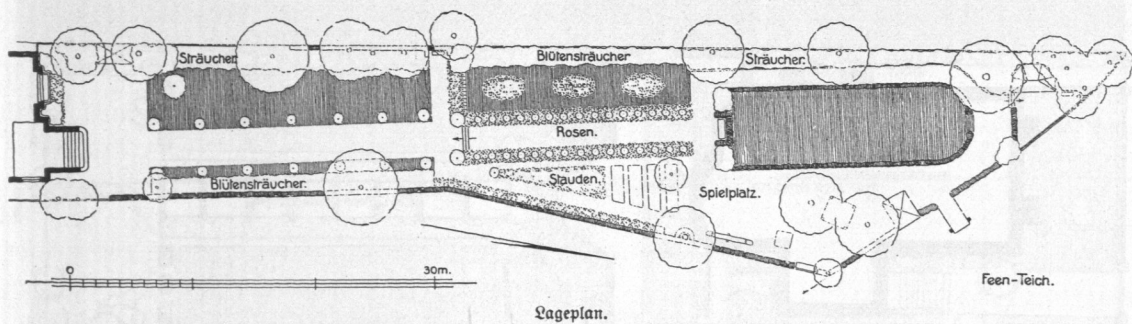 Sträucher.
Blütensträucher
Sträucher.
Rosen.
Blütensträucher.
Stauden.
Spielplatz.
0
30m.
Feen-Teich.
Lageplan.